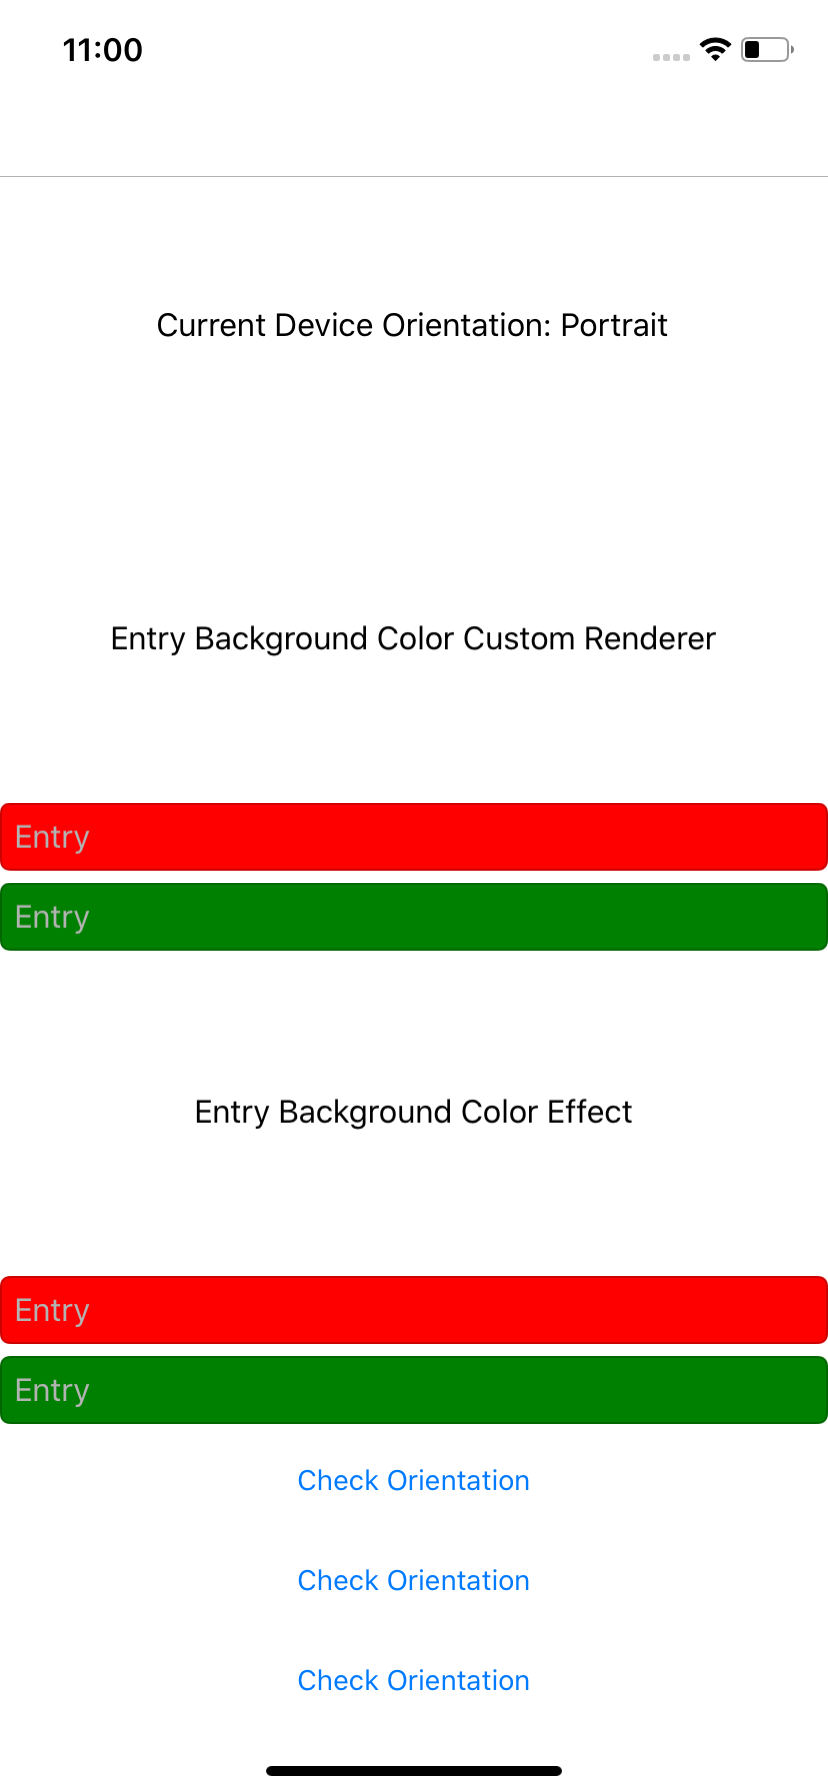 11:00
Current Device Orientation: Portrait
Entry Background Color Custom Renderer
Entry
Entry
Entry Background Color Effect
Entry
Entry
Check Orientation
Check Orientation
Check Orientation